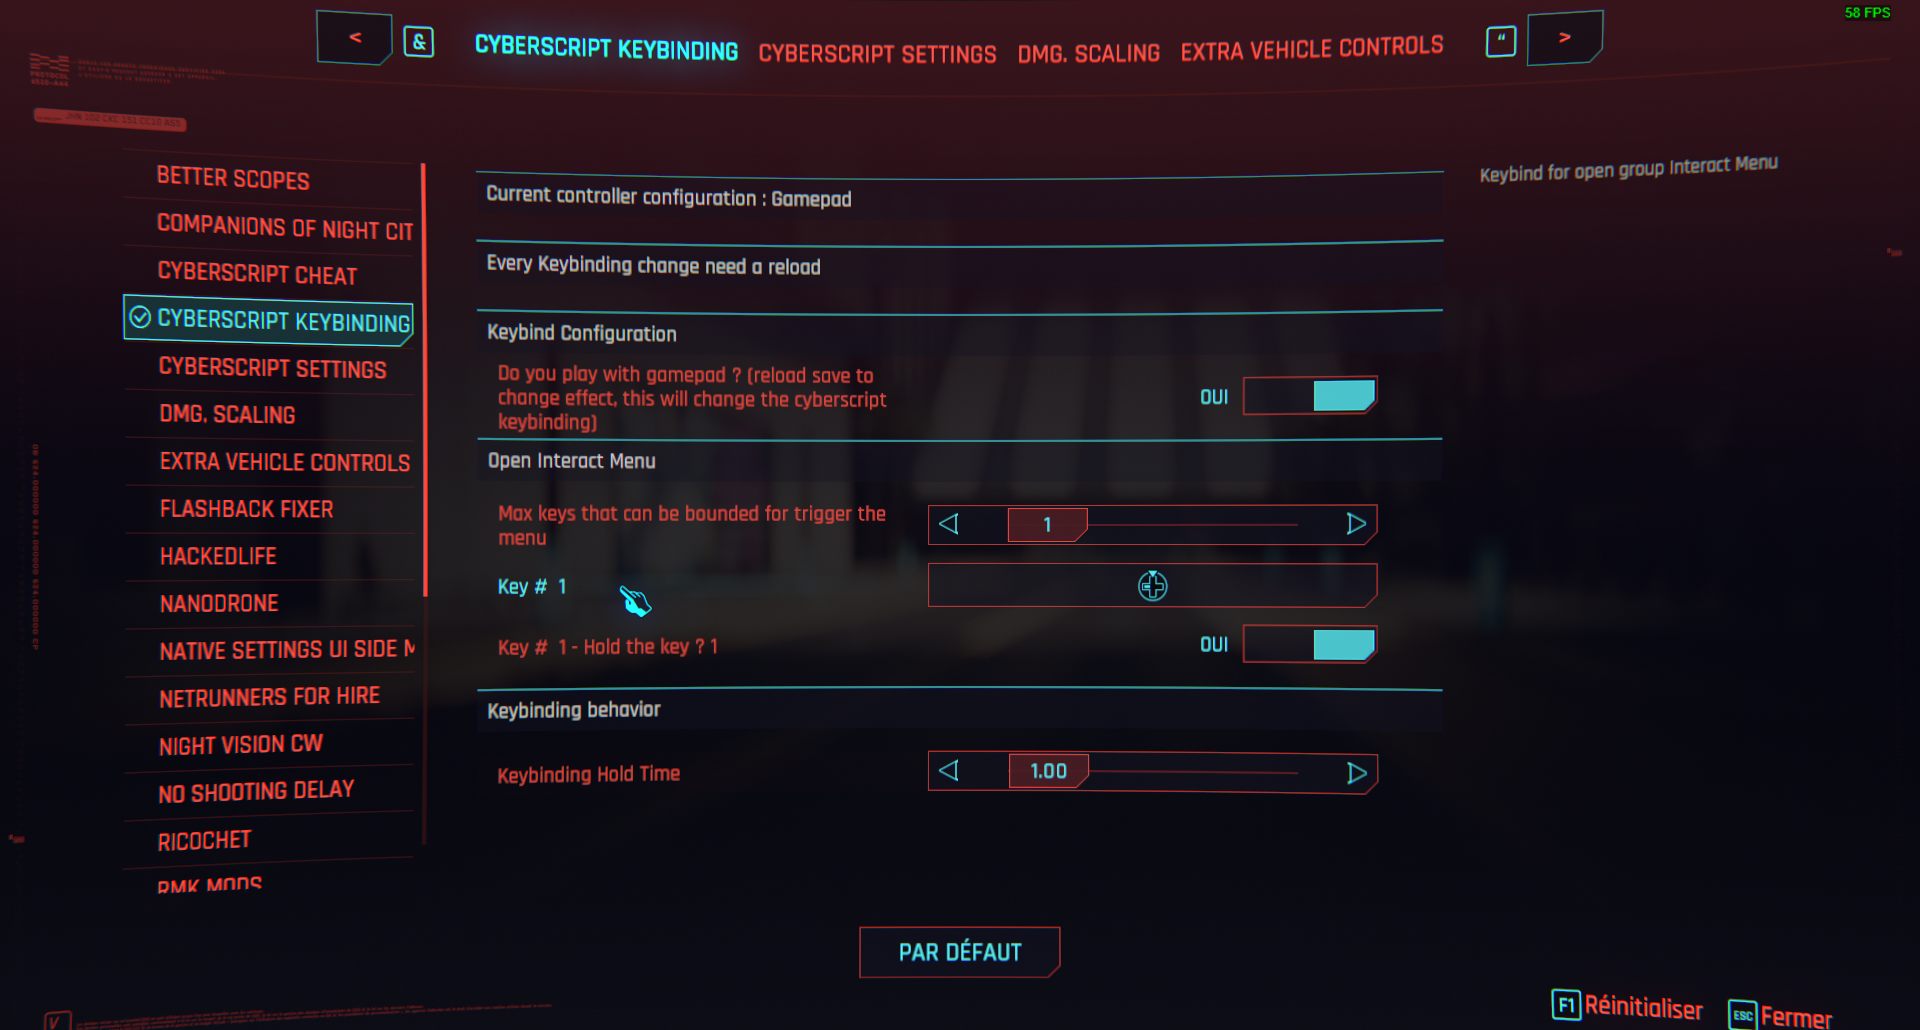 58 FPS
<
&
CYBERSCRIPT KEYBINDING
CYBERSCRIPT SETTINGS
DMG. SCALING
EXTRA VEHICLE CONTROLS
“
>
BETTER SCOPES
COMPANIONS OF NIGHT CIT
CYBERSCRIPT CHEAT
CYBERSCRIPT KEYBINDING
CYBERSCRIPT SETTINGS
DMG. SCALING
EXTRA VEHICLE CONTROLS
FLASHBACK FIXER
HACKEDLIFE
NANODRONE
NATIVE SETTINGS UI SIDE M
NETRUNNERS FOR HIRE
NIGHT VISION CW
NO SHOOTING DELAY
RICOCHET
RMK MODS
Current controller configuration : Gamepad
Every Keybinding change need a reload
Keybind Configuration
Do you play with gamepad ? (reload save to
change effect, this will change the cyberscript
keybinding)
OUI
Open Interact Menu
Max keys that can be bounded for trigger the
menu
1
Key # 1
Key # 1 - Hold the key ? 1
OUI
Keybinding behavior
Keybinding Hold Time
1.00
Keybind for open group Interact Menu
PAR DÉFAUT
F1 Réinitialiser
ESC Fermer